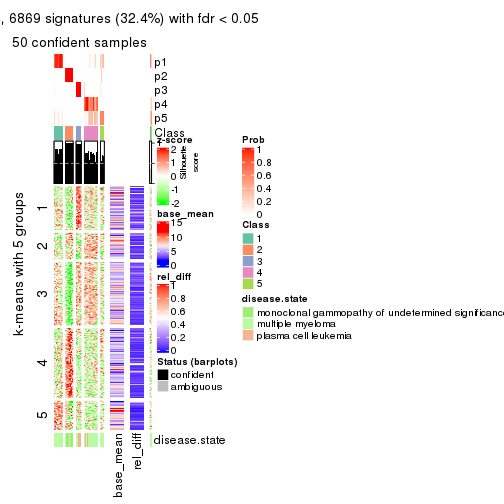 , 6869 signatures (32.4%) with fdr < 0.05
50 confident samples
p1
p2
p3
p4
p5
Class
Silhouette
score
k-means with 5 groups
1
2
3
4
5
base_mean
rel_diff
disease.state
z-score
2
1
0
-1
-2
base_mean
15
10
5
0
rel_diff
1
0.8
0.6
0.4
0.2
0
Status (barplots)
confident
ambiguous
Prob
1
0.8
0.6
0.4
0.2
0
Class
1
2
3
4
5
disease.state
monoclonal gammopathy of undetermined significance
multiple myeloma
plasma cell leukemia